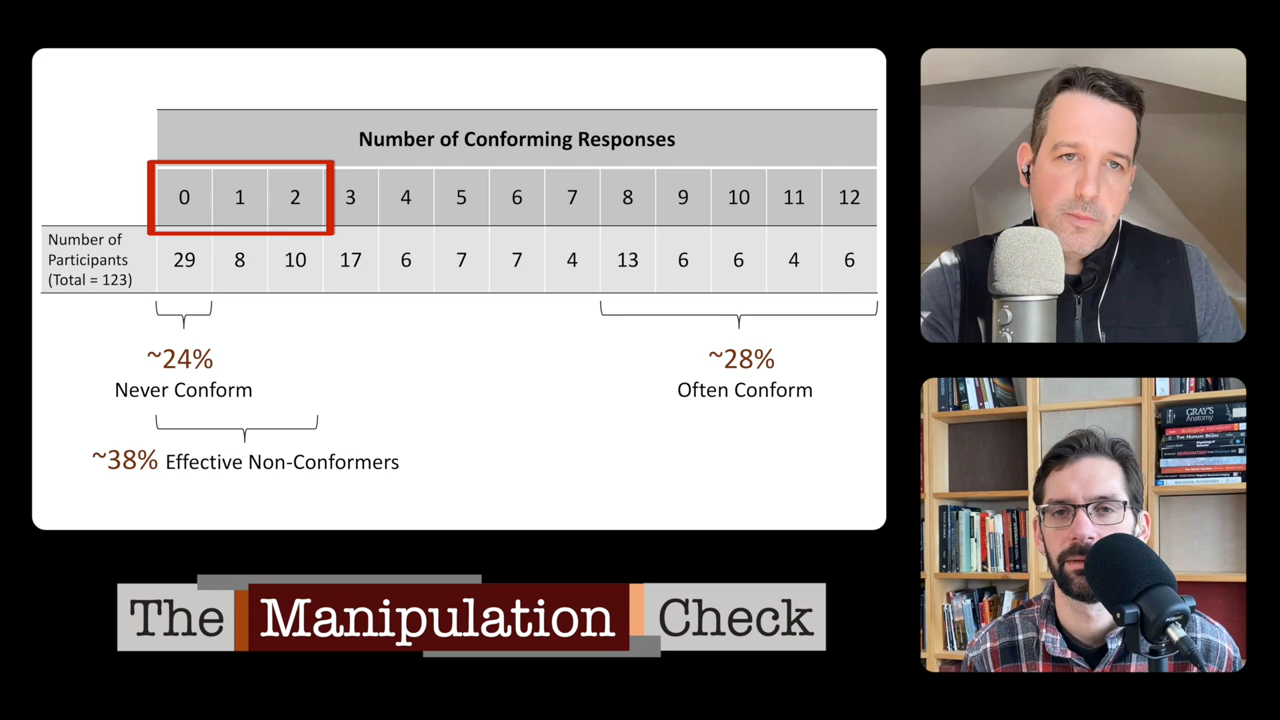 Number of Conforming Responses
0 1 2 3 4 5 6 7 8 9 10 11 12
Number of
Participants
(Total = 123)
29 8 10 17 6 7 7 4 13 6 6 4 6
~24%
Never Conform
~28%
Often Conform
~38% Effective Non-Conformers
The Manipulation Check
GRAY'S
Anatomy